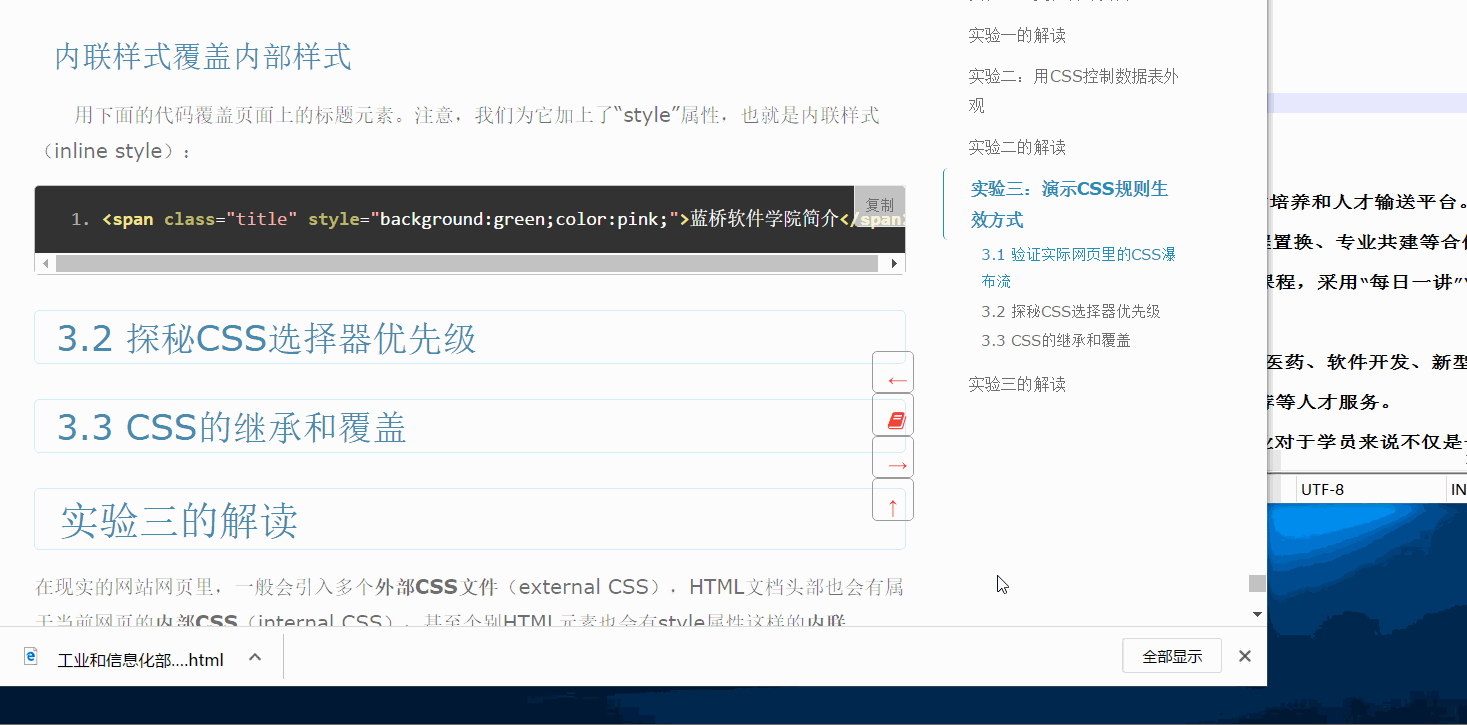 内联样式覆盖内部样式
用下面的代码覆盖页面上的标题元素。注意，我们为它加上了“style”属性，也就是内联样式
（inline style）：
复制
1. <span class="title" style="background:green;color:pink;">蓝桥软件学院简介</span>
3.2 探秘CSS选择器优先级
3.3 CSS的继承和覆盖
实验三的解读
在现实的网站网页里，一般会引入多个外部CSS文件（external CSS），HTML文档头部也会有属
于当前网页的内部CSS（internal CSS），甚至个别HTML元素也会有style属性这样的内联
实验一的解读
实验二：用CSS控制数据表外
观
实验二的解读
实验三：演示CSS规则生
效方式
3.1 验证实际网页里的CSS瀑
布流
3.2 探秘CSS选择器优先级
3.3 CSS的继承和覆盖
实验三的解读
培养和人才输送平台。
置换、专业共建等合
课程，采用“每日一讲”
医药、软件开发、新型
等人才服务。
对于学员来说不仅是
UTF-8
IN
工业和信息化部....html
全部显示